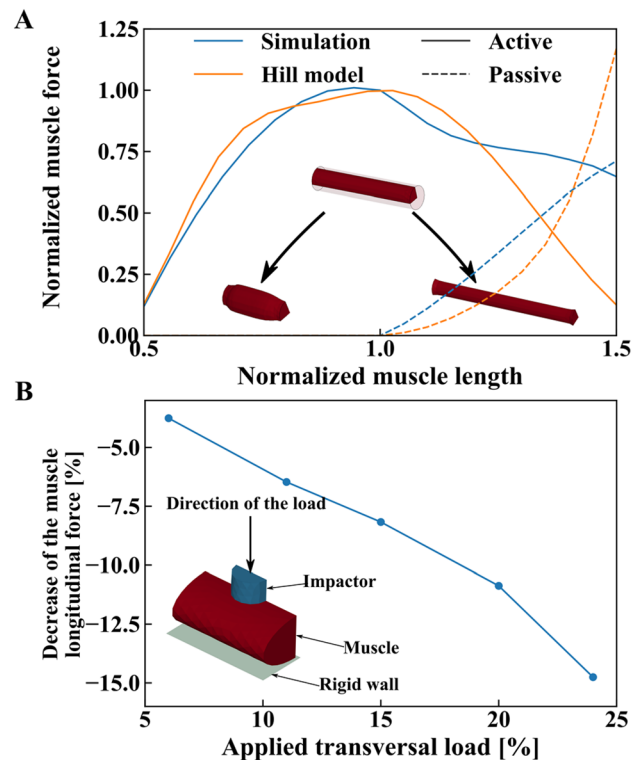 A
Simulation
Active
Hill model
Passive
Normalized muscle force
1.00
0.75
0.50
0.25
0.00
0.5
1.0
1.5
Normalized muscle length
B
Decrease of the muscle
longitudinal force [%]
−5.0
−7.5
−10.0
−12.5
−15.0
Direction of the load
Impactor
Muscle
Rigid wall
5
10
15
20
25
Applied transversal load [%]